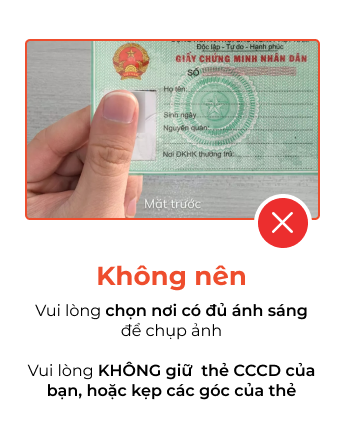 Độc lập - Tự do - Hạnh phúc
GIẤY CHỨNG MINH NHÂN DÂN
SỐ
Họ tên
Sinh ngày
Nguyên quán
Nơi ĐKHK thường trú
Mặt trước
Không nên
Vui lòng chọn nơi có đủ ánh sáng
để chụp ảnh
Vui lòng KHÔNG giữ thẻ CCCD của
bạn, hoặc kẹp các góc của thẻ